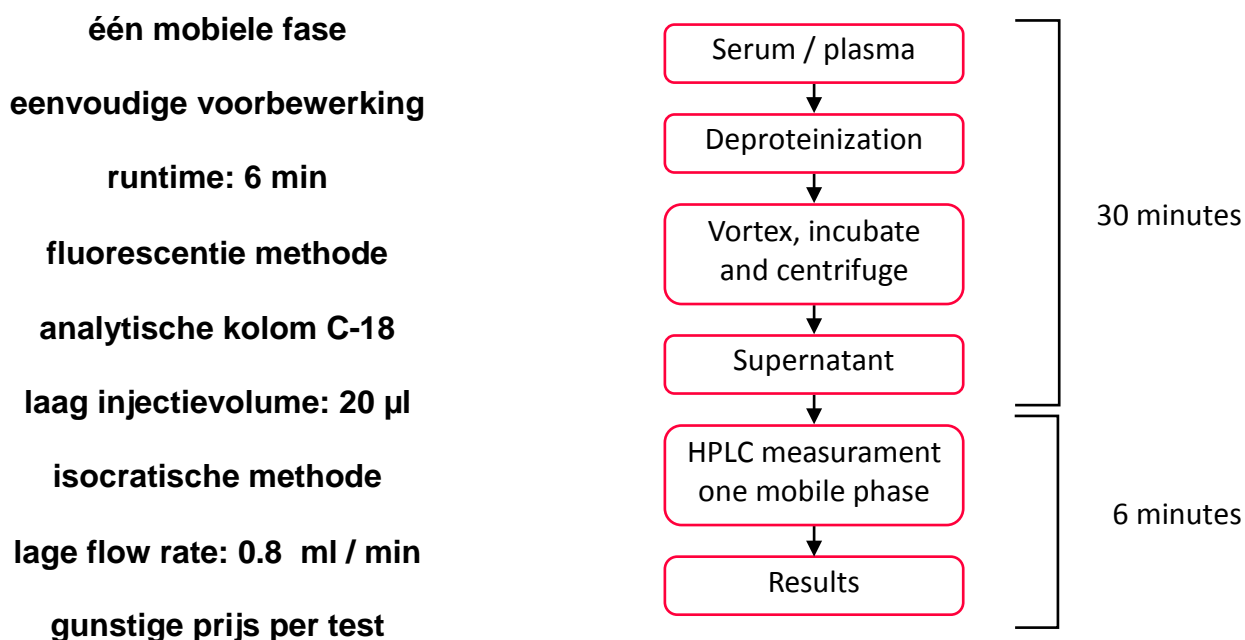 één mobiele fase
eenvoudige voorbewerking
runtime: 6 min
fluorescentie methode
analytische kolom C-18
laag injectievolume: 20 µl
isocratische methode
lage flow rate: 0.8 ml / min
gunstige prijs per test
Serum / plasma
Deproteinization
Vortex, incubate
and centrifuge
Supernatant
HPLC measurament
one mobile phase
Results
30 minutes
6 minutes